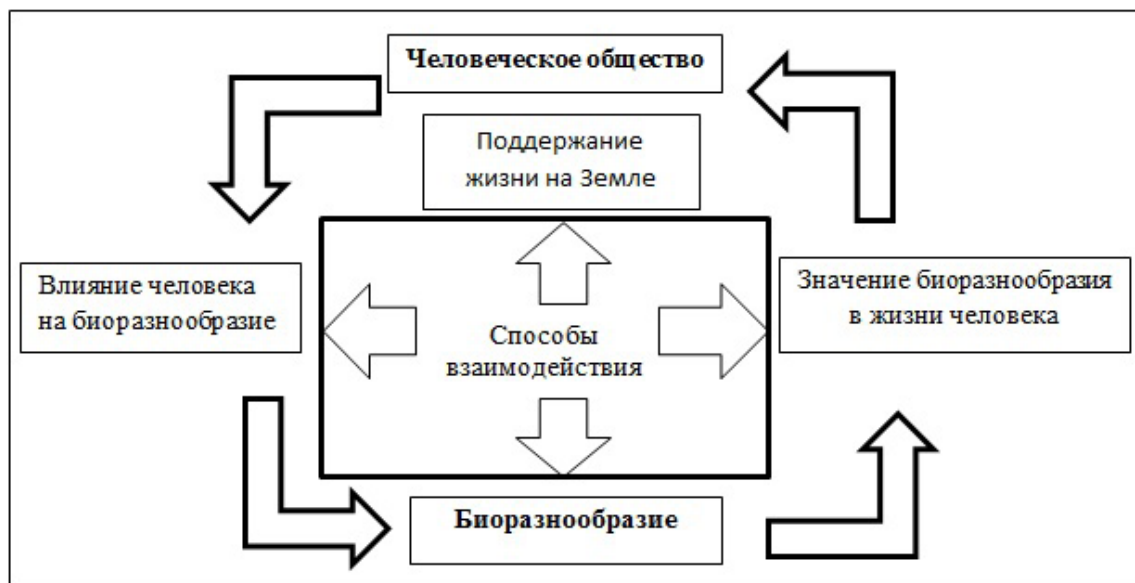 Человеческое общество
Поддержание
жизни на Земле
Влияние человека
на биоразнообразие
Способы
взаимодействия
Значение биоразнообразия
в жизни человека
Биоразнообразие